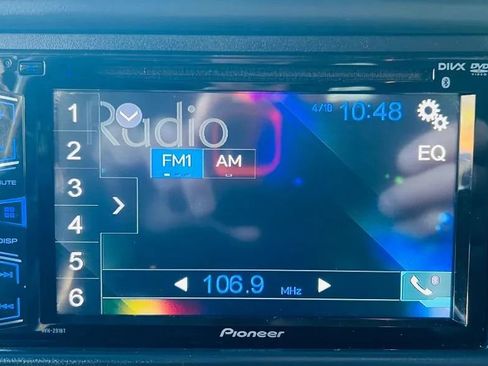 DIVX DVD
VIDEO
1 Radio 4/10 10:48
2 FM1 AM EQ
3
4
5
6
106.9 MHz
DISP
Pioneer